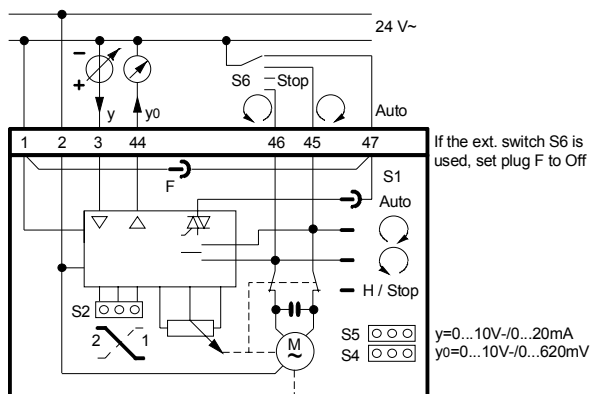 24 V~
S6
Stop
y
y0
Auto
1 2 3 44 46 45 47
If the ext. switch S6 is
used, set plug F to Off
F
S1
Auto
H / Stop
S2
2 1
M
~
S5
y=0...10V-/0...20mA
S4
y0=0...10V-/0...620mV